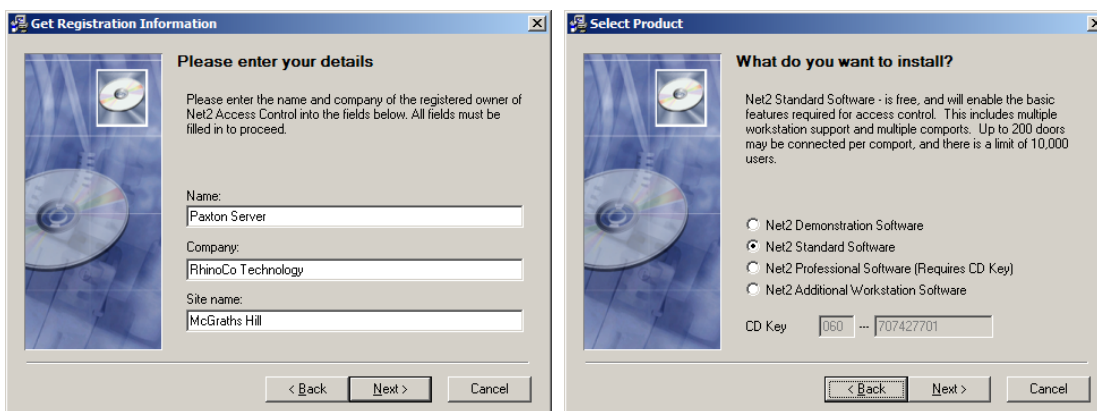 Get Registration Information
Please enter your details
Please enter the name and company of the registered owner of
Net2 Access Control into the fields below. All fields must be
filled in to proceed.
Name:
Paxton Server
Company:
RhinoCo Technology
Site name:
McGraths Hill
< Back
Next >
Cancel
Select Product
What do you want to install?
Net2 Standard Software - is free, and will enable the basic
features required for access control. This includes multiple
workstation support and multiple comports. Up to 200 doors
may be connected per comport, and there is a limit of 10,000
users.
Net2 Demonstration Software
Net2 Standard Software
Net2 Professional Software (Requires CD Key)
Net2 Additional Workstation Software
CD Key 060 --- 707427701
< Back
Next >
Cancel